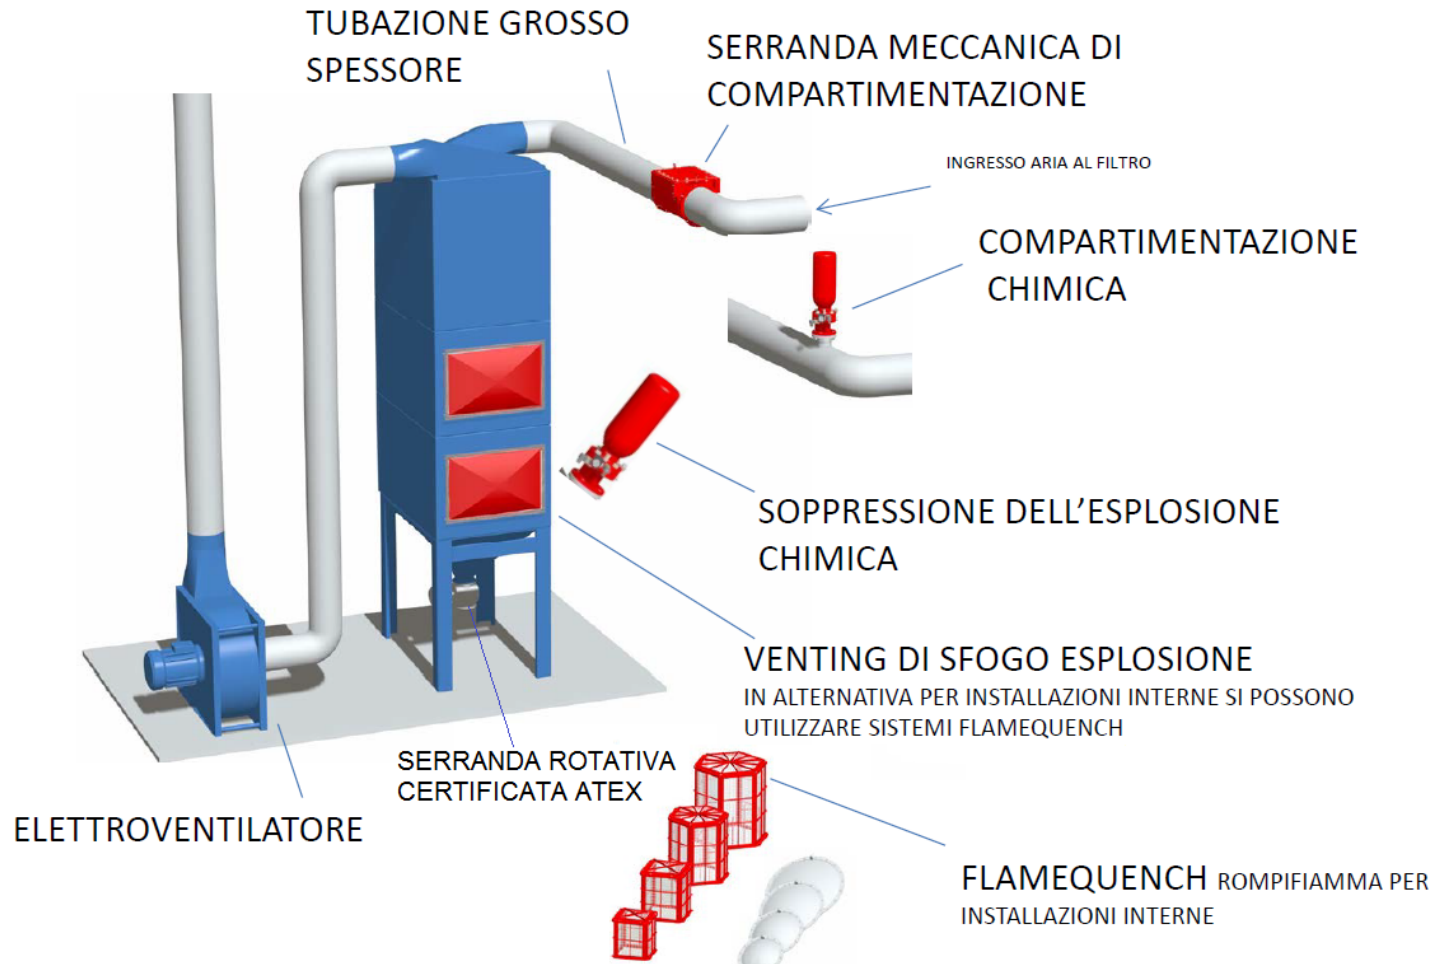 TUBAZIONE GROSSO
SPESSORE
SERRANDA MECCANICA DI
COMPARTIMENTAZIONE
INGRESSO ARIA AL FILTRO
COMPARTIMENTAZIONE
CHIMICA
SOPPRESSIONE DELL’ESPLOSIONE
CHIMICA
VENTING DI SFOGO ESPLOSIONE
IN ALTERNATIVA PER INSTALLAZIONI INTERNE SI POSSONO
UTILIZZARE SISTEMI FLAMEQUENCH
SERRANDA ROTATIVA
CERTIFICATA ATEX
ELETTROVENTILATORE
FLAMEQUENCH ROMPIFIAMMA PER
INSTALLAZIONI INTERNE